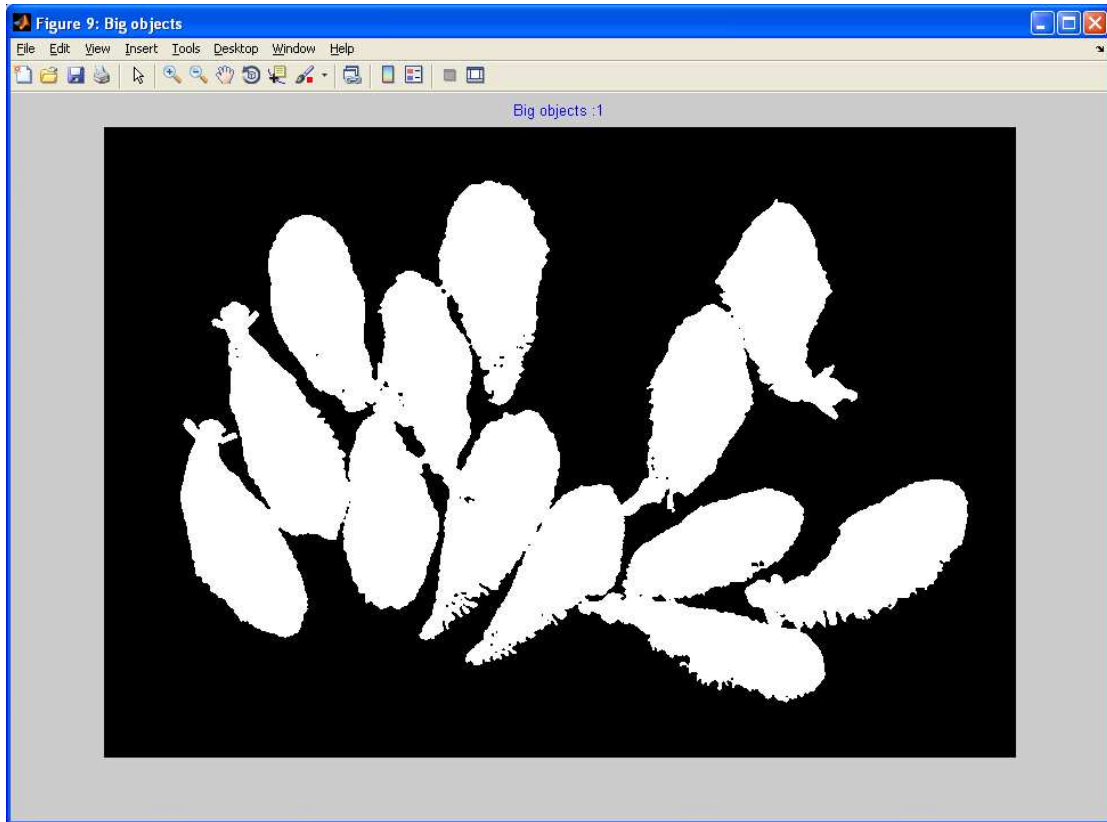 Figure 9: Big objects
File Edit View Insert Tools Desktop Window Help
Big objects :1